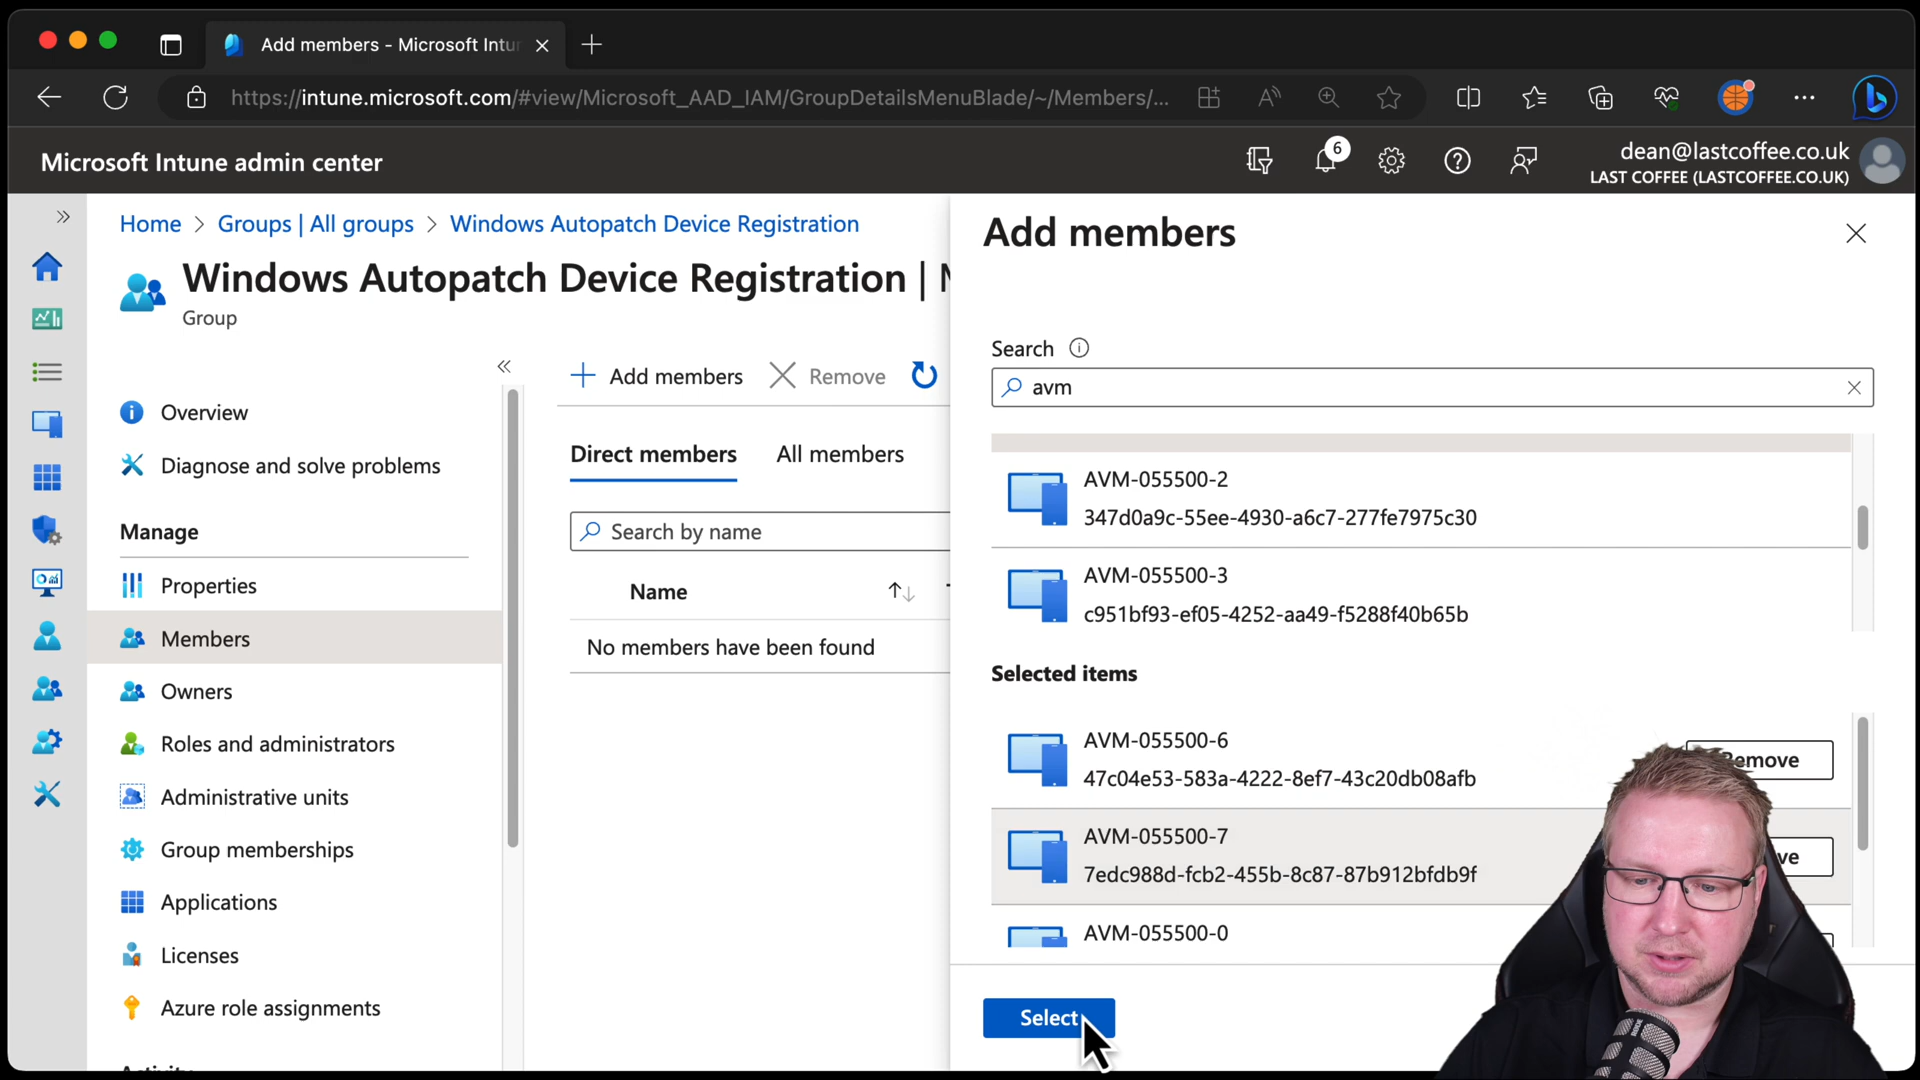 Add members - Microsoft Intu
https://intune.microsoft.com/#view/Microsoft_AAD_IAM/GroupDetailsMenuBlade/~/Members/...
Microsoft Intune admin center
6
dean@lastcoffee.co.uk
LAST COFFEE (LASTCOFFEE.CO.UK)
Home > Groups | All groups > Windows Autopatch Device Registration
Windows Autopatch Device Registration |
Group
Overview
Diagnose and solve problems
Manage
Properties
Members
Owners
Roles and administrators
Administrative units
Group memberships
Applications
Licenses
Azure role assignments
Activity
Add members
Remove
Direct members
All members
Search by name
Name
No members have been found
Add members
Search
avm
AVM-055500-2
347d0a9c-55ee-4930-a6c7-277fe7975c30
AVM-055500-3
c951bf93-ef05-4252-aa49-f5288f40b65b
Selected items
AVM-055500-6
47c04e53-583a-4222-8ef7-43c20db08afb
Remove
AVM-055500-7
7edc988d-fcb2-455b-8c87-87b912bfdb9f
ve
AVM-055500-0
Select